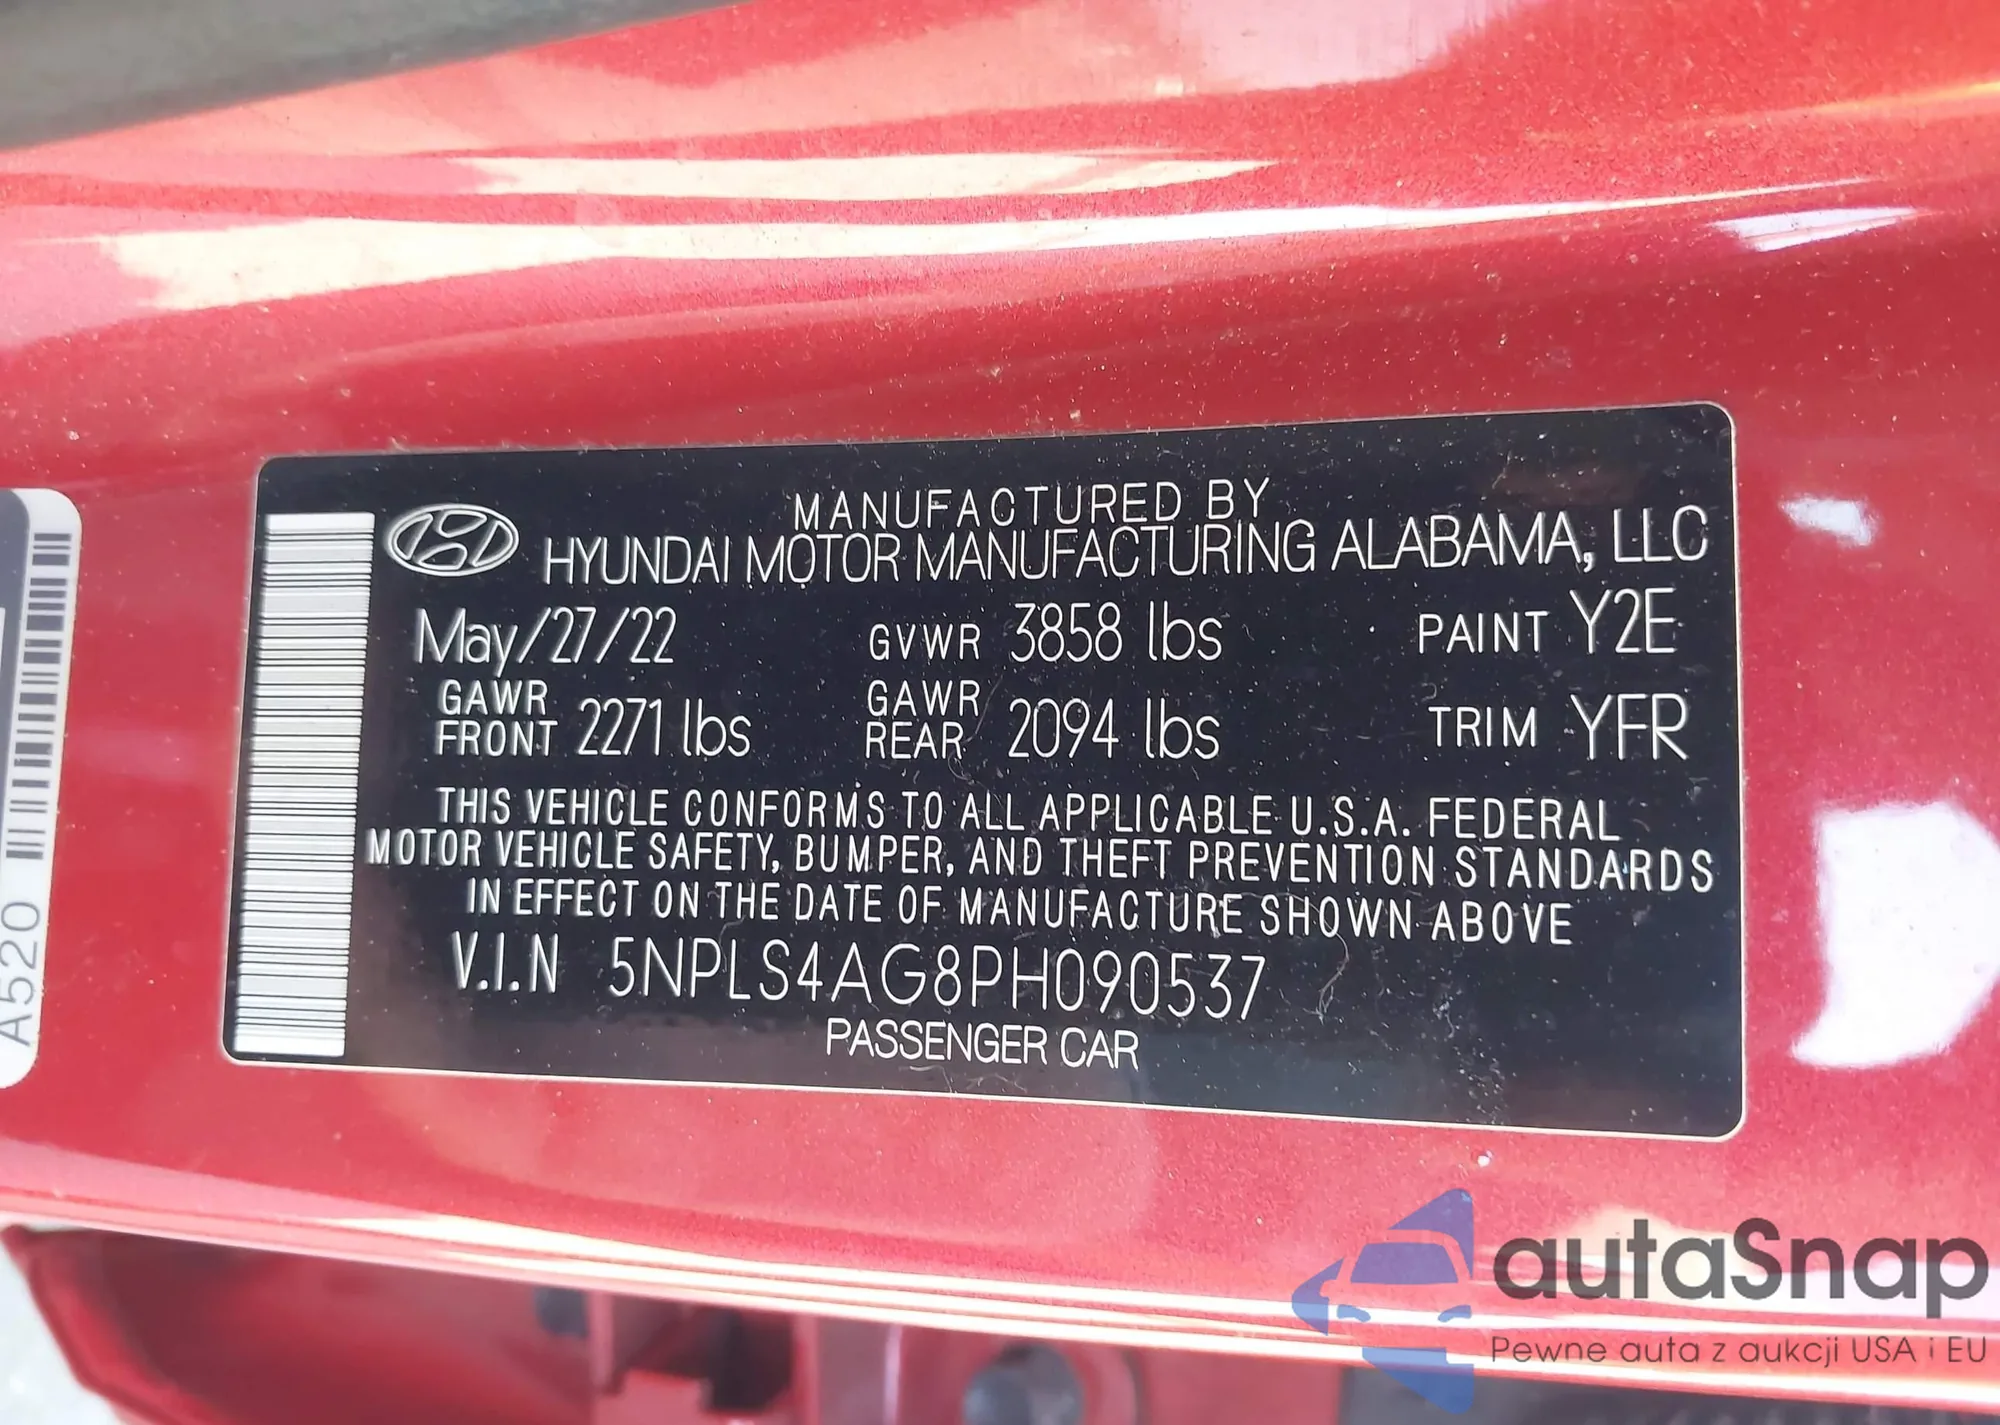 MANUFACTURED BY
HYUNDAI MOTOR MANUFACTURING ALABAMA, LLC
May/27/22 GVWR 3858 lbs PAINT Y2E
GAWR FRONT 2271 lbs GAWR REAR 2094 lbs TRIM YFR
THIS VEHICLE CONFORMS TO ALL APPLICABLE U.S.A. FEDERAL
MOTOR VEHICLE SAFETY, BUMPER, AND THEFT PREVENTION STANDARDS
IN EFFECT ON THE DATE OF MANUFACTURE SHOWN ABOVE
V.I.N 5NPLS4AG8PH090537
PASSENGER CAR
A520
autaSnap
Pewne auta z aukcji USA i EU